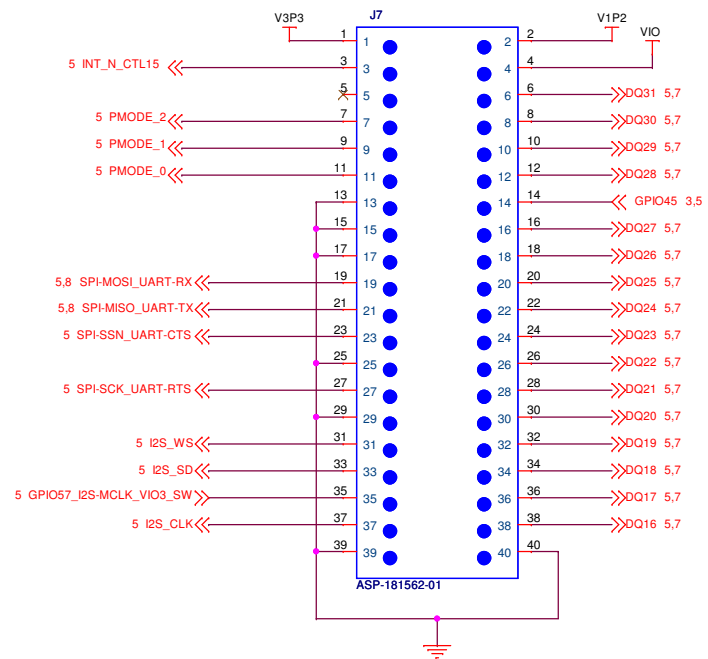 J7
V3P3 V1P2
VIO
1 1 2 2
5 INT_N_CTL15 3 3 4 4
5 5 6 6 DQ31 5,7
5 PMODE_2 7 7 8 8 DQ30 5,7
5 PMODE_1 9 9 10 10 DQ29 5,7
5 PMODE_0 11 11 12 12 DQ28 5,7
13 13 14 14 GPIO45 3,5
15 15 16 16 DQ27 5,7
17 17 18 18 DQ26 5,7
5,8 SPI-MOSI_UART-RX 19 19 20 20 DQ25 5,7
5,8 SPI-MISO_UART-TX 21 21 22 22 DQ24 5,7
5 SPI-SSN_UART-CTS 23 23 24 24 DQ23 5,7
25 25 26 26 DQ22 5,7
5 SPI-SCK_UART-RTS 27 27 28 28 DQ21 5,7
29 29 30 30 DQ20 5,7
5 I2S_WS 31 31 32 32 DQ19 5,7
5 I2S_SD 33 33 34 34 DQ18 5,7
5 GPIO57_I2S-MCLK_VIO3_SW 35 35 36 36 DQ17 5,7
5 I2S_CLK 37 37 38 38 DQ16 5,7
39 39 40 40
ASP-181562-01